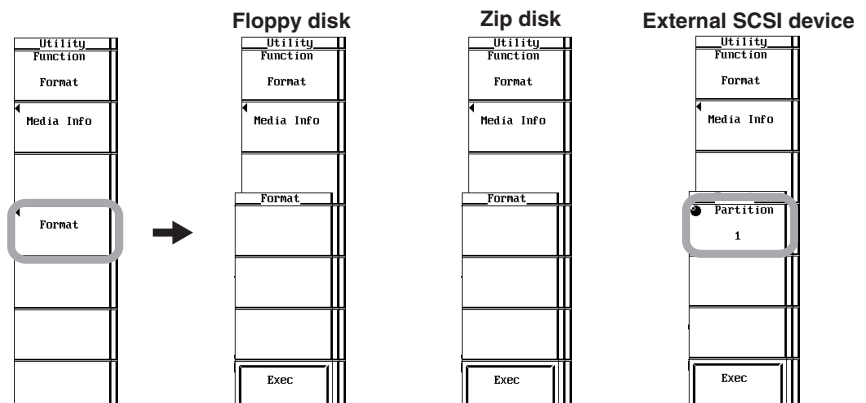 Floppy disk
Zip disk
External SCSI device
Utility
Function
Format
Media Info
Format
Utility
Function
Format
Media Info
Format
Exec
Utility
Function
Format
Media Info
Format
Exec
Utility
Function
Format
Media Info
Partition
1
Exec